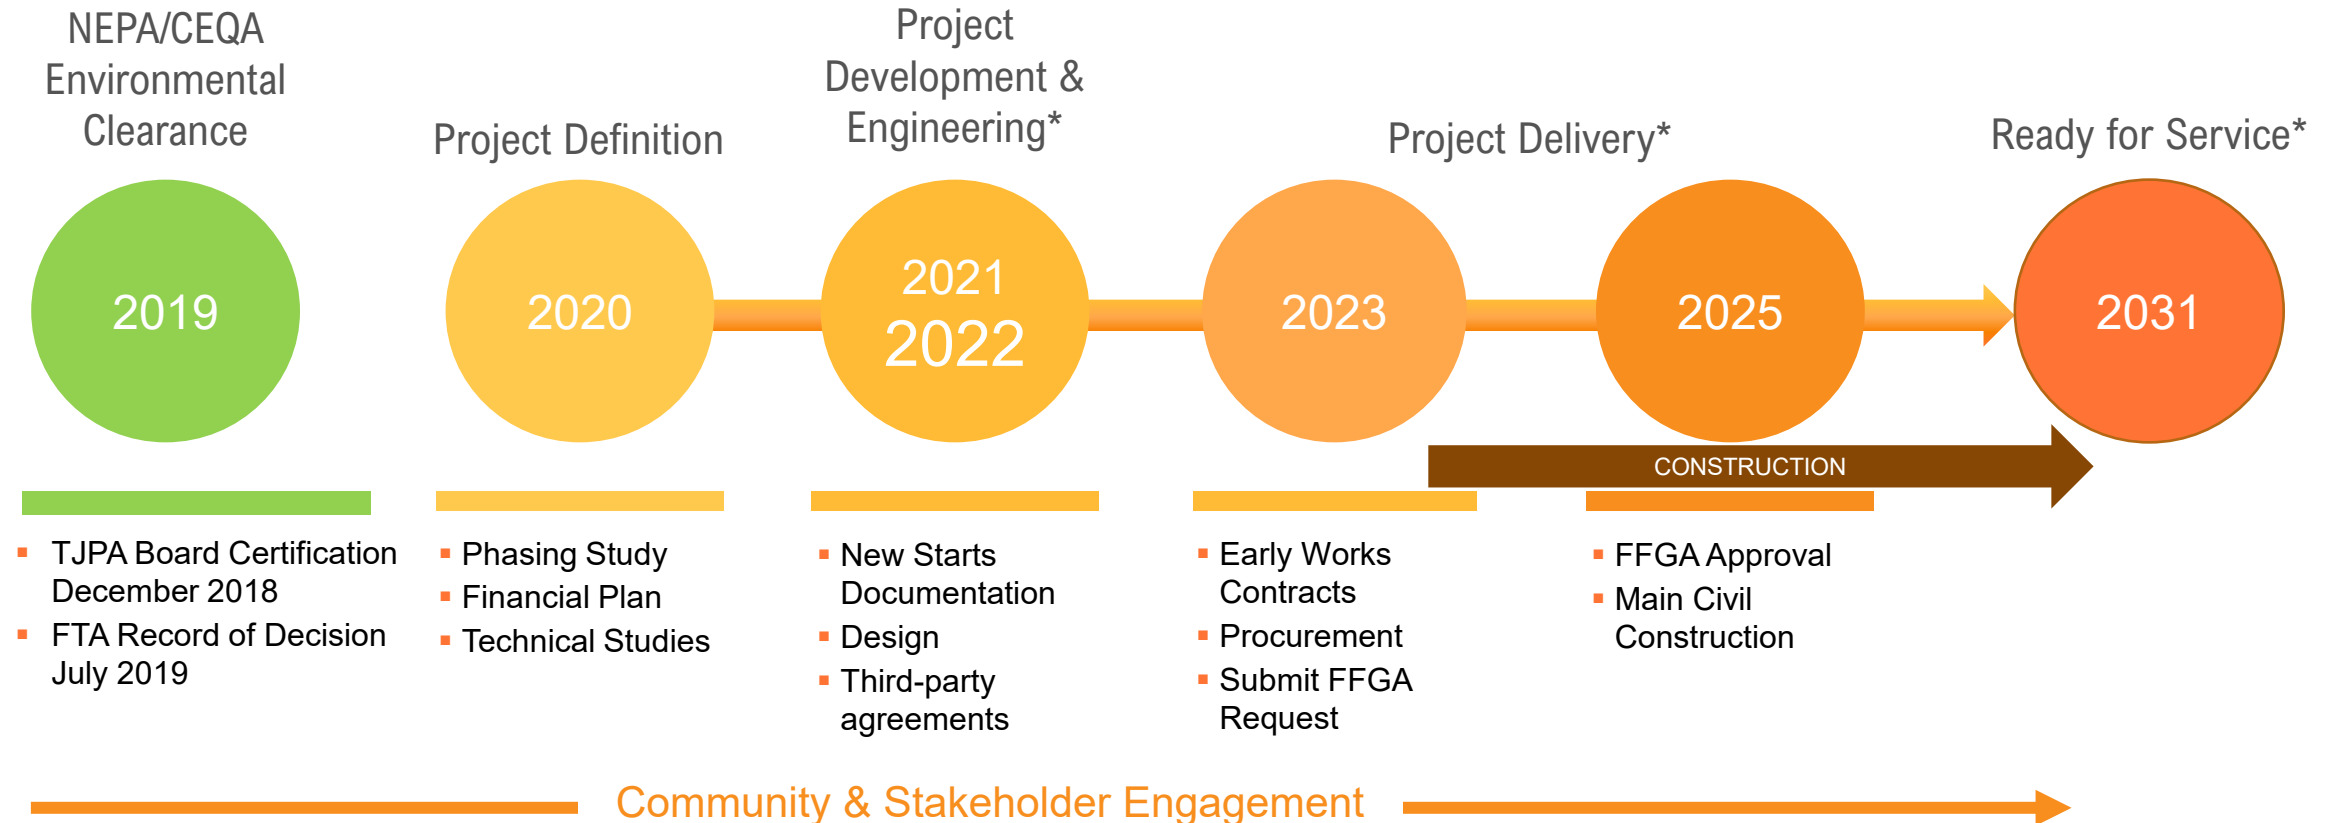 NEPA/CEQA
Environmental
Clearance
Project Definition
Project
Development &
Engineering*
Project Delivery*
Ready for Service*
2019
2020
2021
2022
2023
2025
2031
CONSTRUCTION
▪ TJPA Board Certification
December 2018
▪ FTA Record of Decision
July 2019
▪ Phasing Study
▪ Financial Plan
▪ Technical Studies
▪ New Starts
Documentation
▪ Design
▪ Third-party
agreements
▪ Early Works
Contracts
▪ Procurement
▪ Submit FFGA
Request
▪ FFGA Approval
▪ Main Civil
Construction
Community & Stakeholder Engagement